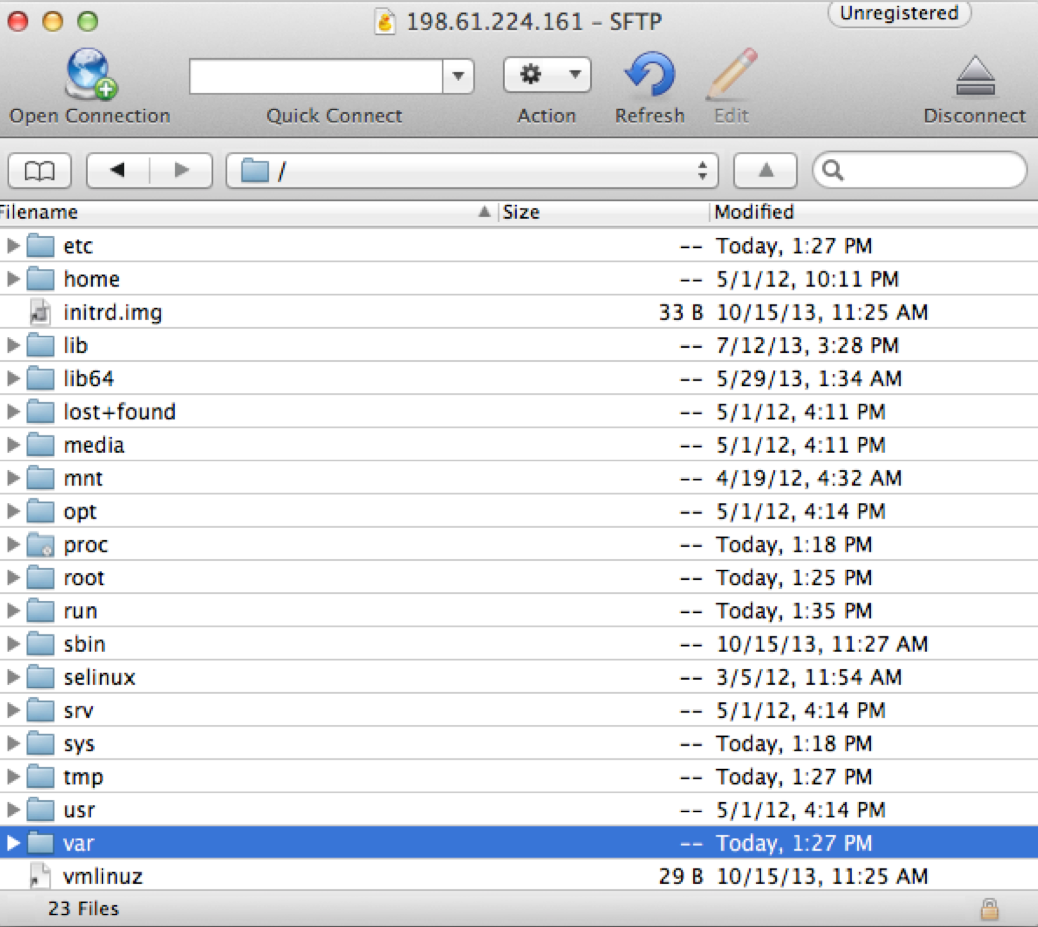 198.61.224.161 – SFTP
Unregistered
Open Connection Quick Connect Action Refresh Edit Disconnect
/
Filename Size Modified
etc -- Today, 1:27 PM
home -- 5/1/12, 10:11 PM
initrd.img 33 B 10/15/13, 11:25 AM
lib -- 7/12/13, 3:28 PM
lib64 -- 5/29/13, 1:34 AM
lost+found -- 5/1/12, 4:11 PM
media -- 5/1/12, 4:11 PM
mnt -- 4/19/12, 4:32 AM
opt -- 5/1/12, 4:14 PM
proc -- Today, 1:18 PM
root -- Today, 1:25 PM
run -- Today, 1:35 PM
sbin -- 10/15/13, 11:27 AM
selinux -- 3/5/12, 11:54 AM
srv -- 5/1/12, 4:14 PM
sys -- Today, 1:18 PM
tmp -- Today, 1:27 PM
usr -- 5/1/12, 4:14 PM
var -- Today, 1:27 PM
vmlinuz 29 B 10/15/13, 11:25 AM
23 Files